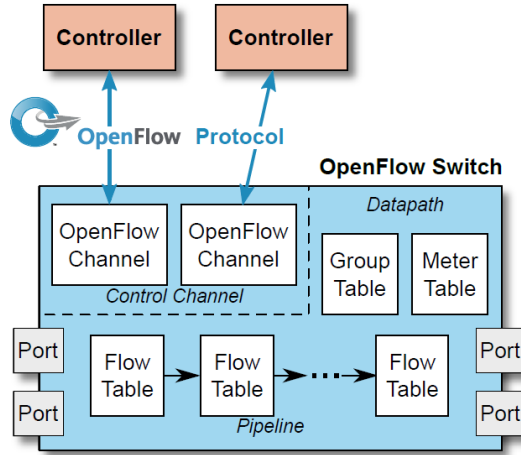 Controller Controller
OpenFlow Protocol
™
OpenFlow Switch
Datapath
OpenFlow
Channel
OpenFlow
Channel
Control Channel
Group
Table
Meter
Table
Port
Port
Flow
Table
Flow
Table
Flow
Table
Pipeline
Port
Port